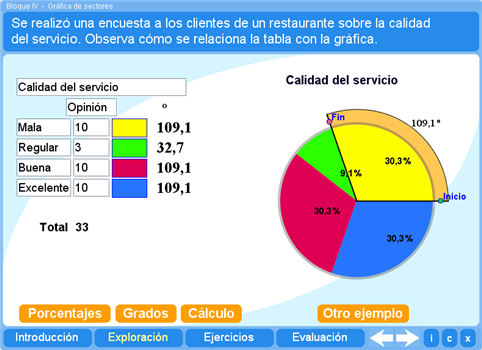 Bloque IV - Gráfica de sectores
Se realizó una encuesta a los clientes de un restaurante sobre la calidad
del servicio. Observa cómo se relaciona la tabla con la gráfica.
Calidad del servicio
Opinión °
Mala 10 109,1
Regular 3 32,7
Buena 10 109,1
Excelente 10 109,1
Total 33
Calidad del servicio
Fin
109,1°
30,3%
9,1%
Inicio
30,3%
30,3%
Porcentajes Grados Cálculo Otro ejemplo
Introducción Exploración Ejercicios Evaluación i c x